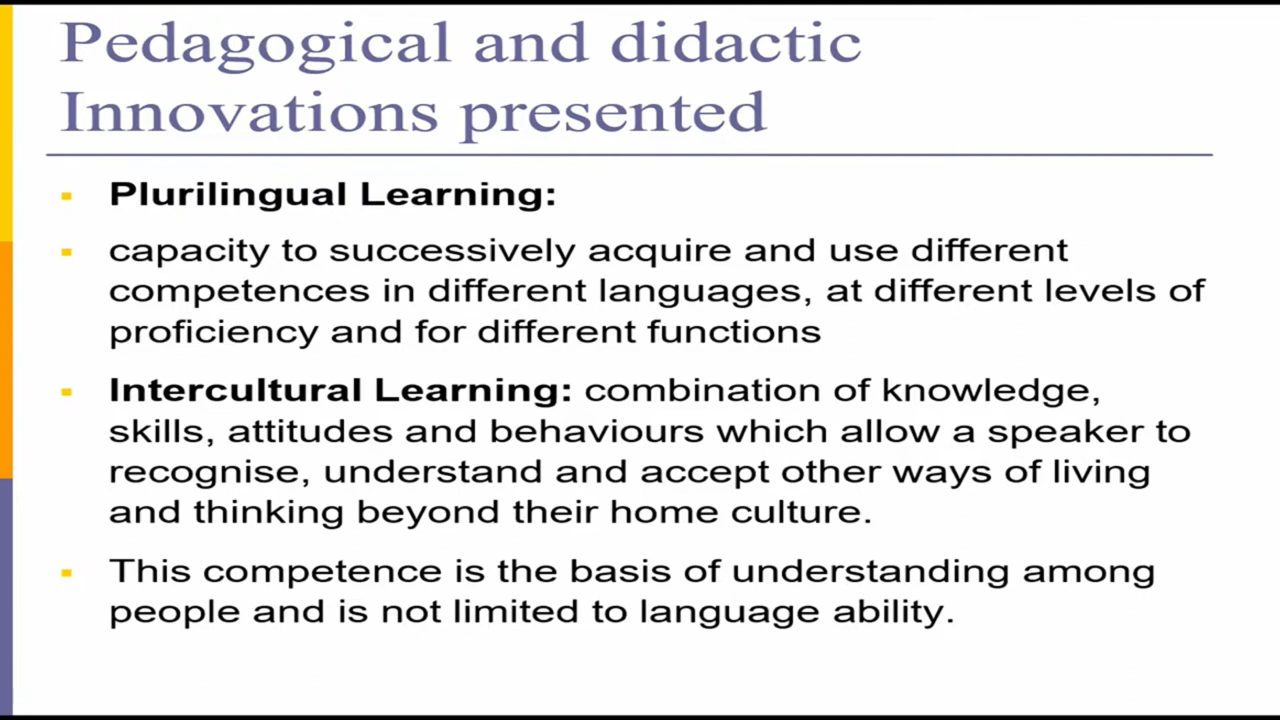 Pedagogical and didactic
Innovations presented
Plurilingual Learning:
capacity to successively acquire and use different
competences in different languages, at different levels of
proficiency and for different functions
Intercultural Learning: combination of knowledge,
skills, attitudes and behaviours which allow a speaker to
recognise, understand and accept other ways of living
and thinking beyond their home culture.
This competence is the basis of understanding among
people and is not limited to language ability.